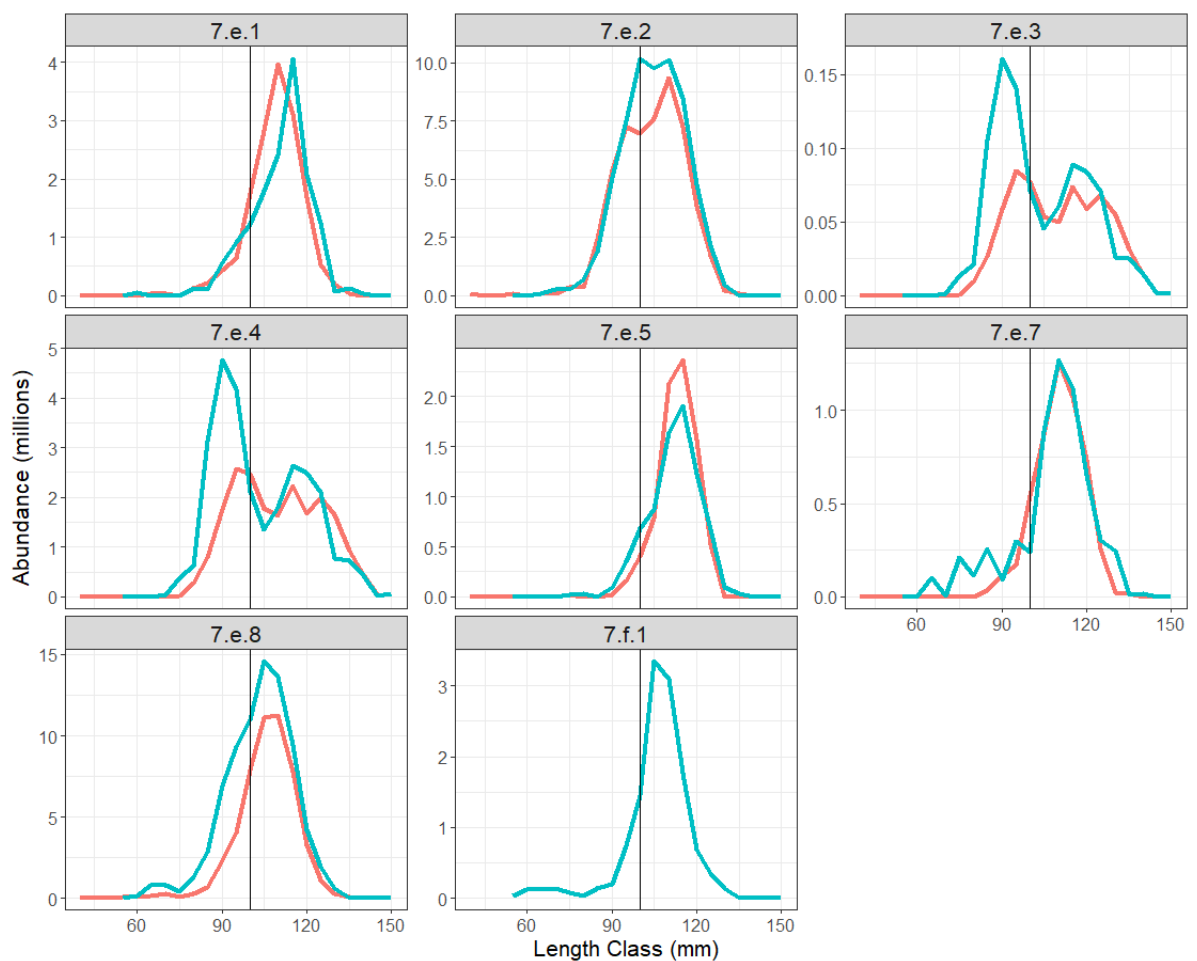 7.e.1 7.e.2 7.e.3
4 3 2 1 0
10.0 7.5 5.0 2.5 0.0
0.15 0.10 0.05 0.00
7.e.4 7.e.5 7.e.7
5 4 3 2 1 0
2.0 1.5 1.0 0.5 0.0
1.0 0.5 0.0
60 90 120 150
Abundance (millions)
7.e.8 7.f.1
15 10 5 0
3 2 1 0
60 90 120 150
60 90 120 150
Length Class (mm)